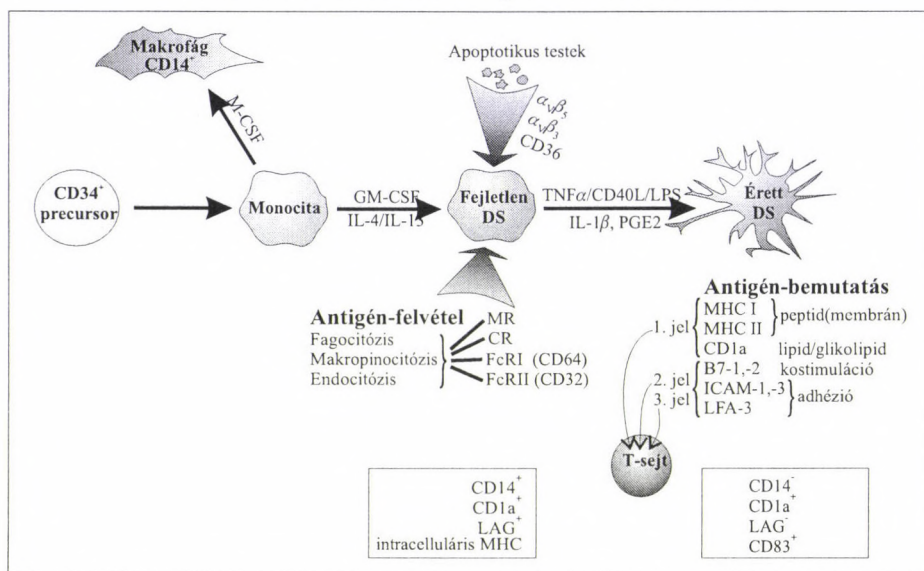 Makrofág
CD14⁺
M-CSF
Apoptotikus testek
αᵥβ₅
αᵥβ₃
CD36
CD34⁺
precursor
Monocita
GM-CSF
IL-4/IL-13
Fejletlen
DS
TNFα/CD40L/LPS
IL-1β, PGE2
Érett
DS
Antigén-felvétel
Fagocitózis
Makropinocitózis
Endocitózis
MR
CR
FcRI (CD64)
FcRII (CD32)
Antigén-bemutatás
1. jel
MHC I
MHC II
peptid(membrán)
CD1a lipid/glikolipid
2. jel
B7-1,-2 kostimuláció
3. jel
ICAM-1,-3
LFA-3
adhézió
T-sejt
CD14⁺
CD1a⁺
LAG⁺
intracelluláris MHC
CD14⁻
CD1a⁺
LAG⁻
CD83⁺